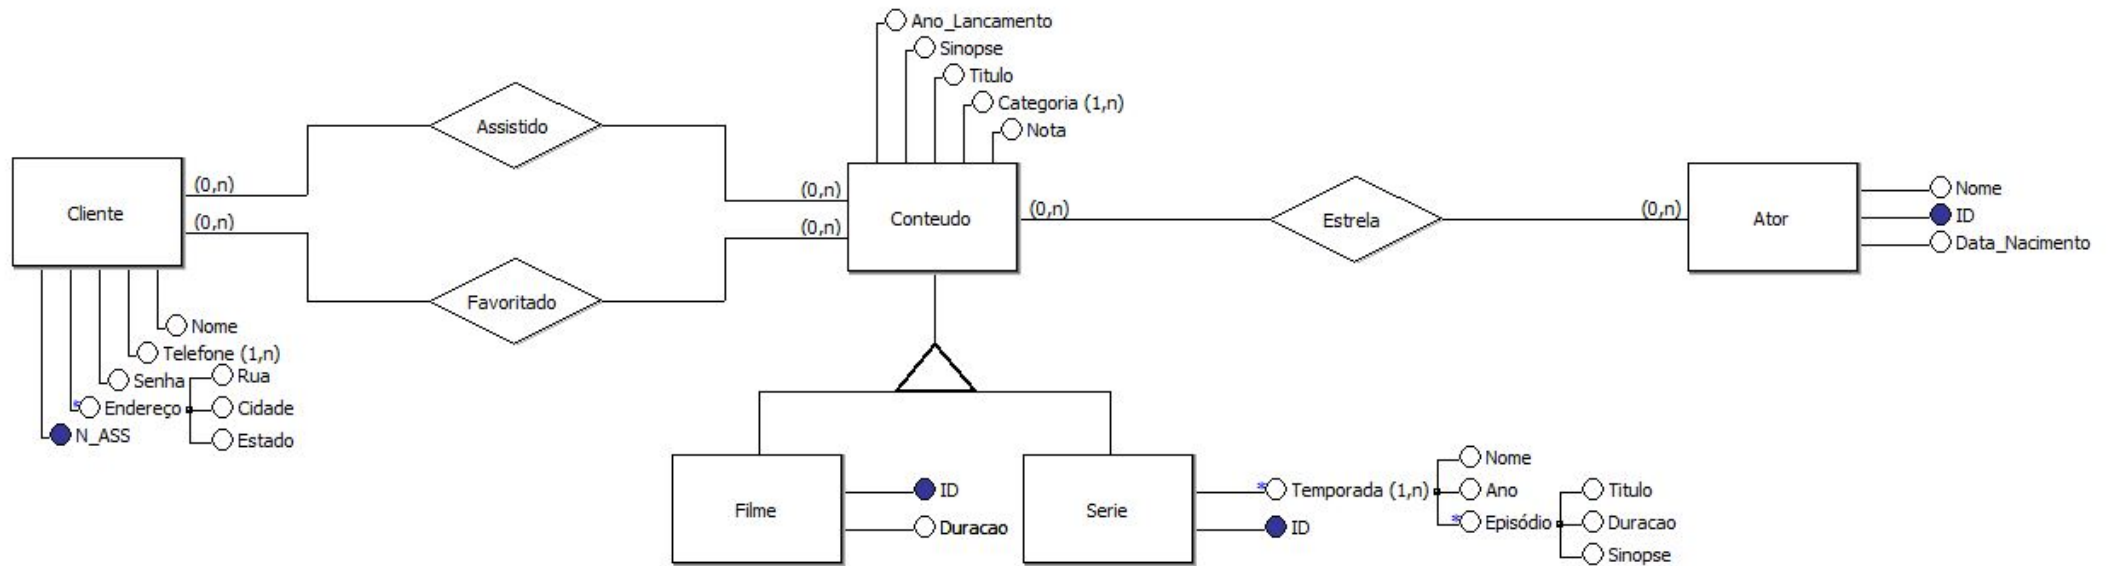 Ano_Lancamento
Sinopse
Titulo
Categoria (1,n)
Nota
Assistido
(0,n)
(0,n)
Cliente
(0,n)
(0,n)
Conteudo
(0,n)
Estrela
(0,n)
Ator
Nome
ID
Data_Nacimento
Favoritado
Nome
Telefone (1,n)
Senha
Rua
* Endereço
Cidade
N_ASS
Estado
Filme
ID
Duracao
Serie
* Temporada (1,n)
ID
Nome
Ano
* Episódio
Titulo
Duracao
Sinopse